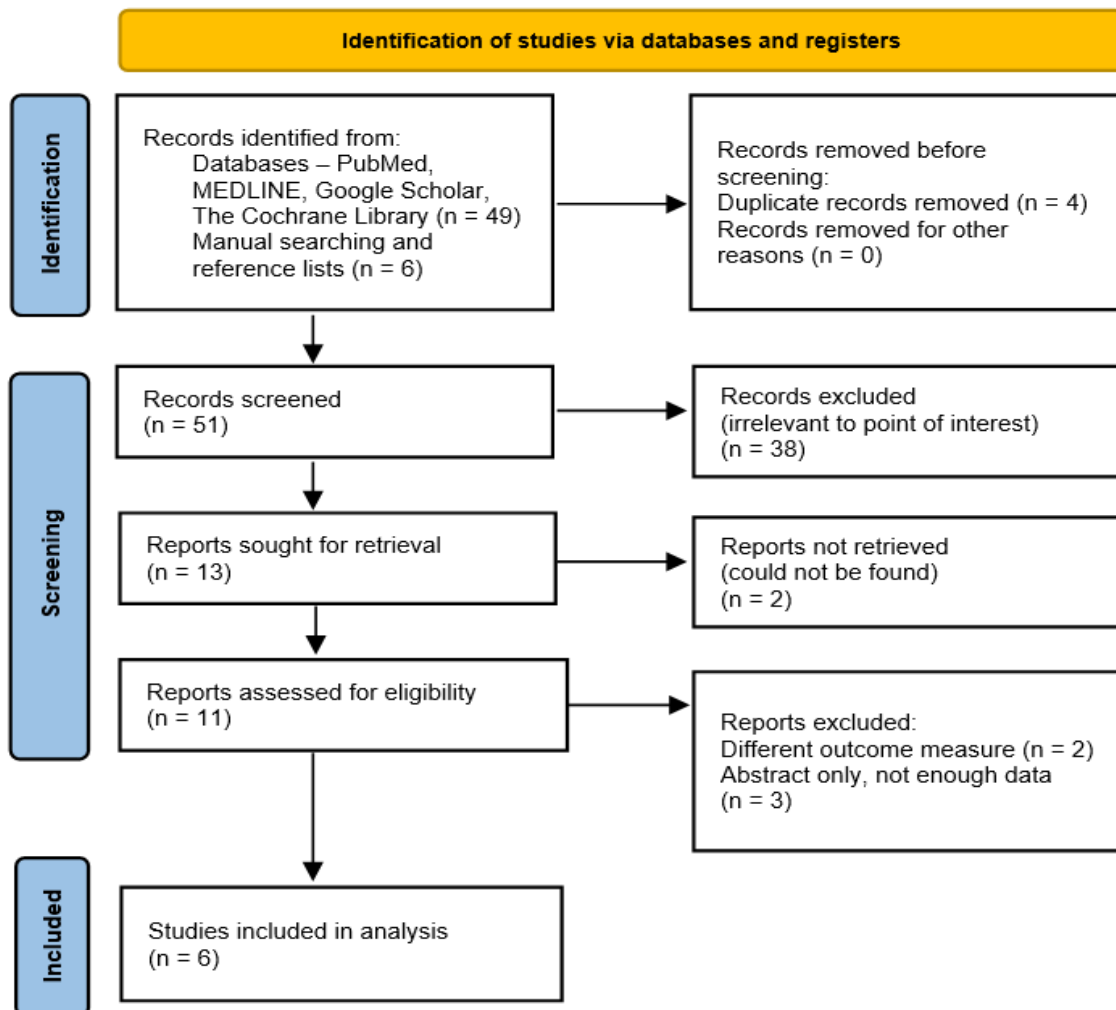 Identification of studies via databases and registers
Identification
Records identified from:
Databases – PubMed,
MEDLINE, Google Scholar,
The Cochrane Library (n = 49)
Manual searching and
reference lists (n = 6)
Records removed before
screening:
Duplicate records removed (n = 4)
Records removed for other
reasons (n = 0)
Screening
Records screened
(n = 51)
Records excluded
(irrelevant to point of interest)
(n = 38)
Reports sought for retrieval
(n = 13)
Reports not retrieved
(could not be found)
(n = 2)
Reports assessed for eligibility
(n = 11)
Reports excluded:
Different outcome measure (n = 2)
Abstract only, not enough data
(n = 3)
Included
Studies included in analysis
(n = 6)